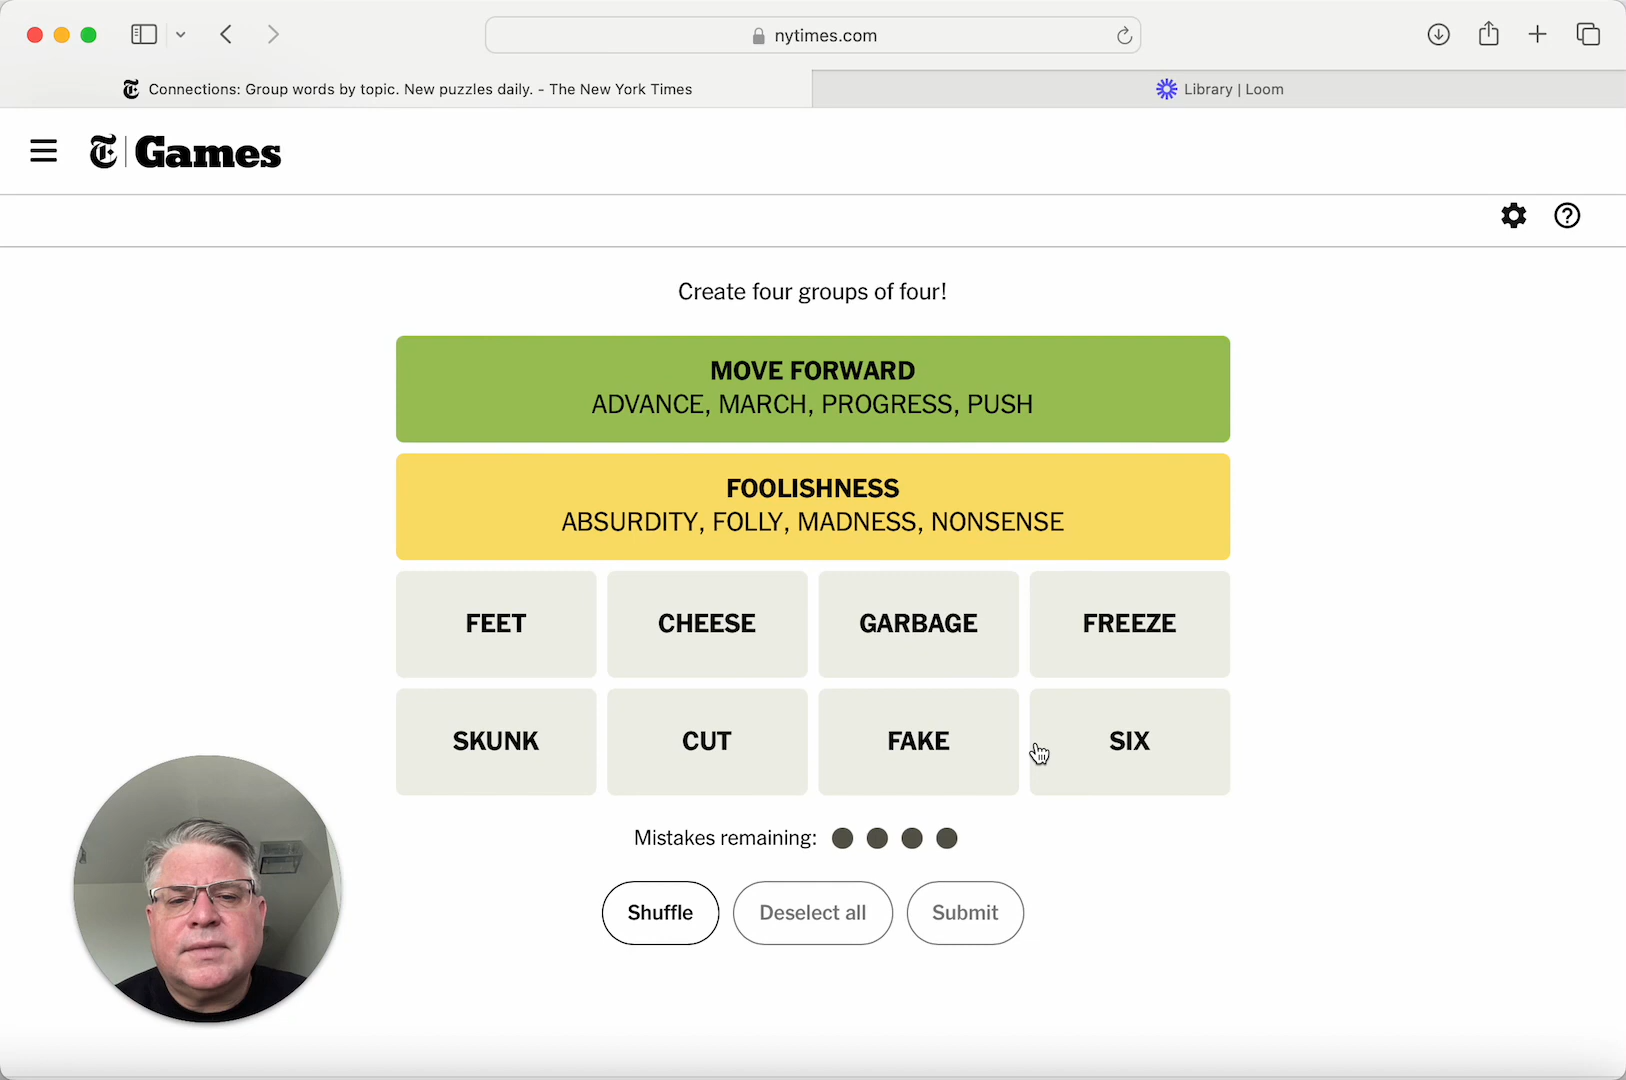 nytimes.com
Connections: Group words by topic. New puzzles daily. - The New York Times
Library | Loom
T Games
Create four groups of four!
MOVE FORWARD
ADVANCE, MARCH, PROGRESS, PUSH
FOOLISHNESS
ABSURDITY, FOLLY, MADNESS, NONSENSE
FEET CHEESE GARBAGE FREEZE
SKUNK CUT FAKE SIX
Mistakes remaining:
Shuffle Deselect all Submit